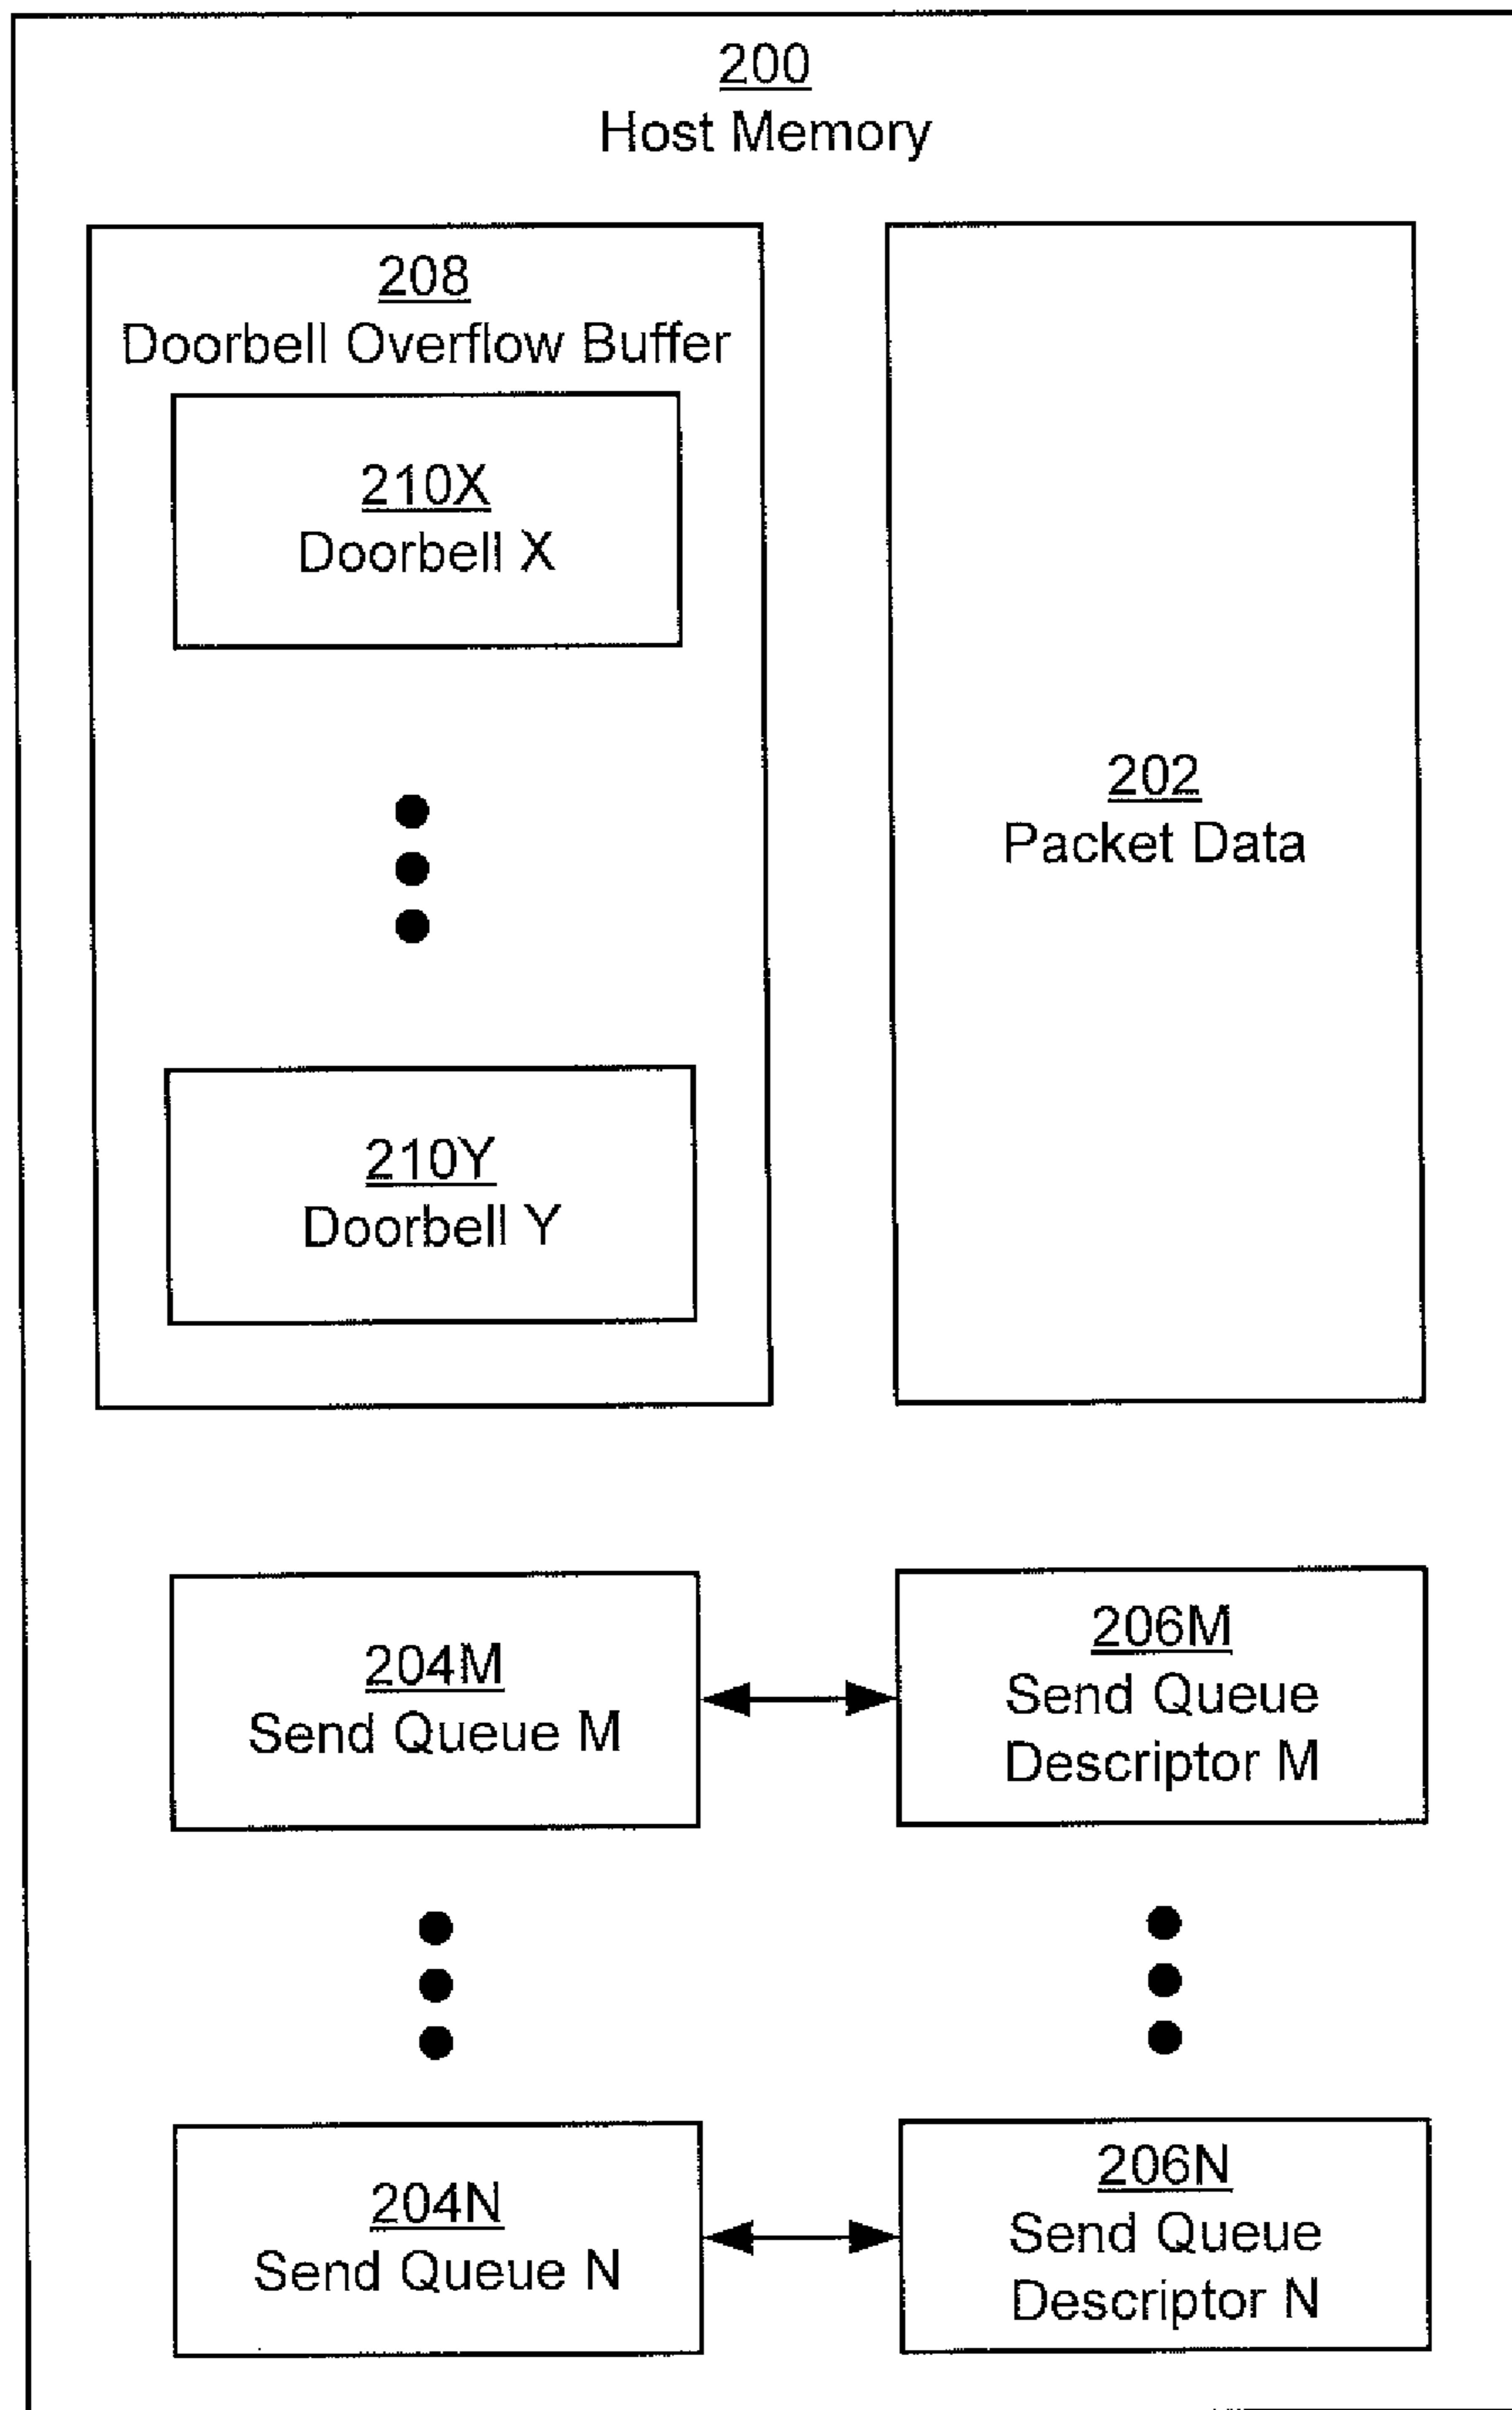 200
Host Memory
208
Doorbell Overflow Buffer
210X
Doorbell X
210Y
Doorbell Y
202
Packet Data
204M
Send Queue M
206M
Send Queue
Descriptor M
204N
Send Queue N
206N
Send Queue
Descriptor N